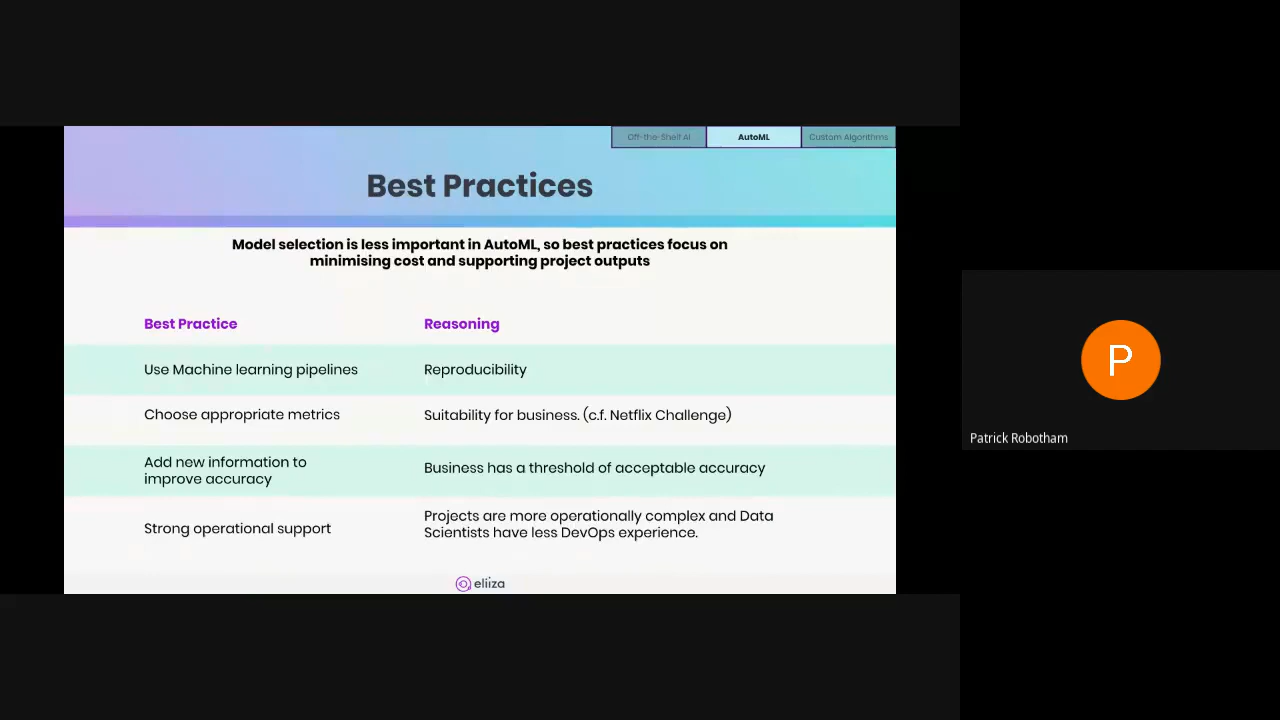 Off-the-Shelf AI
AutoML
Custom Algorithms
Best Practices
Model selection is less important in AutoML, so best practices focus on
minimising cost and supporting project outputs
Best Practice
Reasoning
Use Machine learning pipelines
Reproducibility
Choose appropriate metrics
Suitability for business. (c.f. Netflix Challenge)
Add new information to
improve accuracy
Business has a threshold of acceptable accuracy
Strong operational support
Projects are more operationally complex and Data
Scientists have less DevOps experience.
eliiza
P
Patrick Robotham